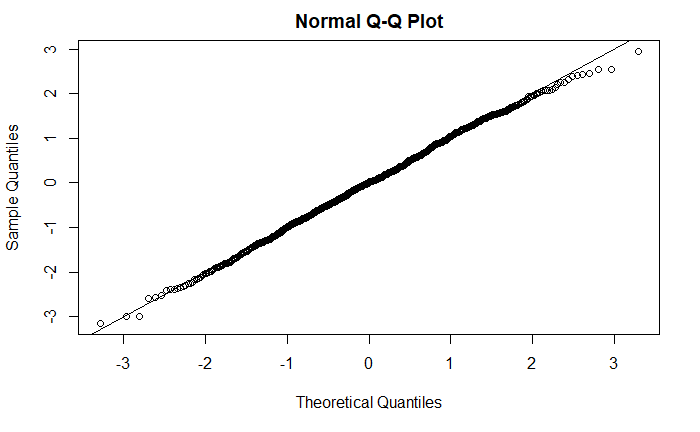 Normal Q-Q Plot
3
2
1
0
-1
-2
-3
Sample Quantiles
-3 -2 -1 0 1 2 3
Theoretical Quantiles